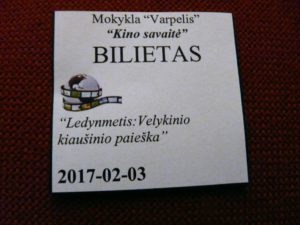 Mokykla “Varpelis”
“Kino savaitė”
BILIETAS
“Ledynmetis: Velykinio
kiaušinio paieška”
2017-02-03